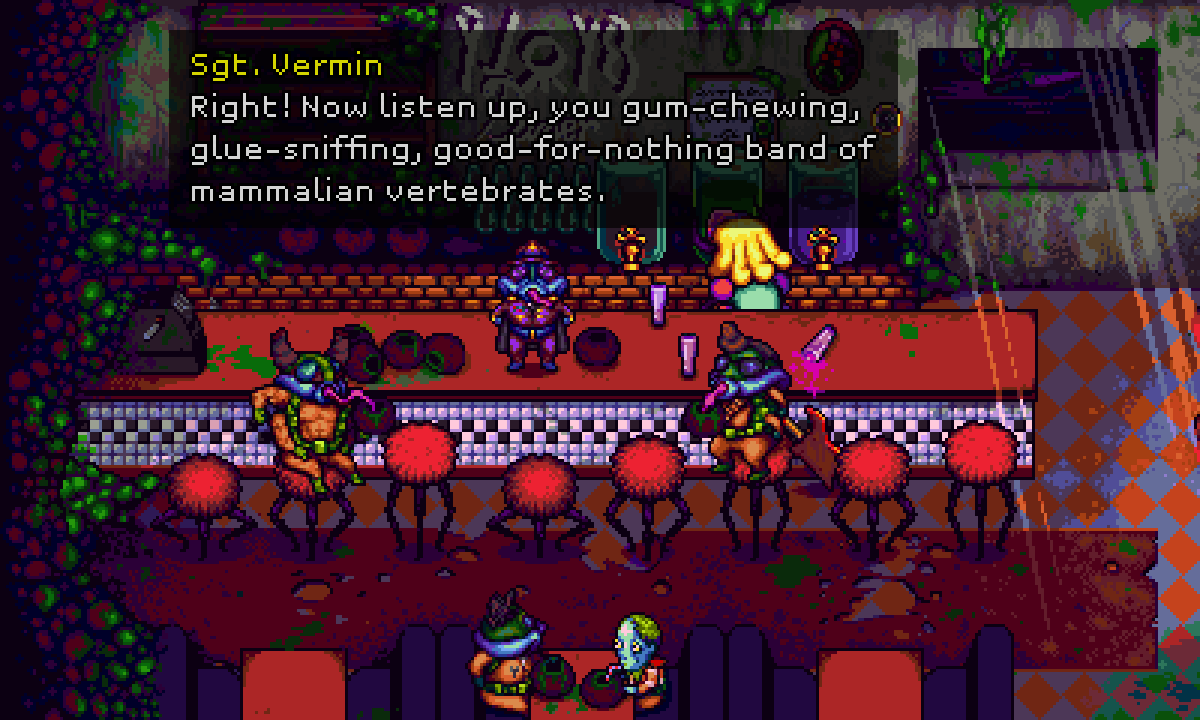 Sgt. Vermin
Right! Now listen up, you gum-chewing,
glue-sniffing, good-for-nothing band of
mammalian vertebrates.